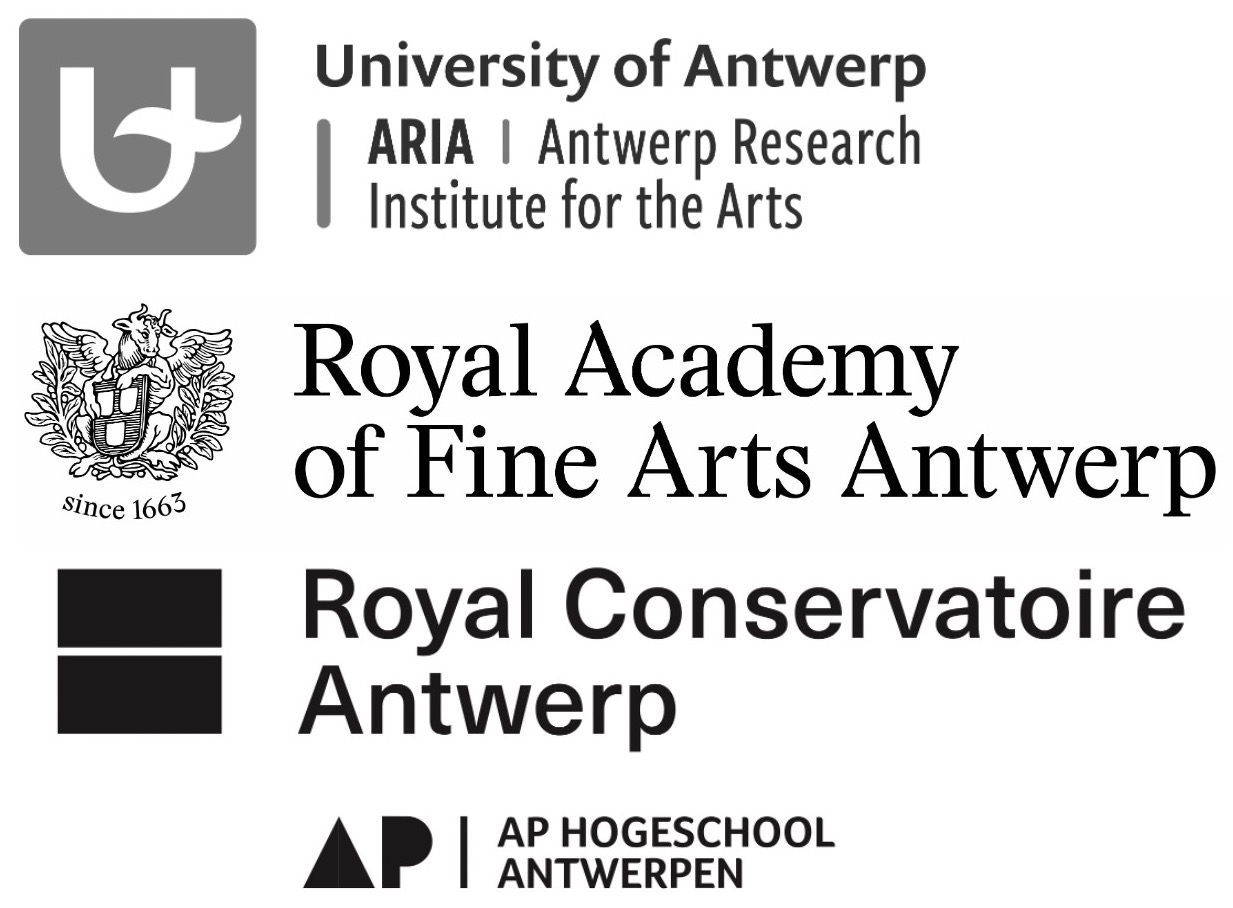 University of Antwerp
ARIA | Antwerp Research
Institute for the Arts
since 1663
Royal Academy
of Fine Arts Antwerp
Royal Conservatoire
Antwerp
AP | AP HOGESCHOOL
ANTWERPEN